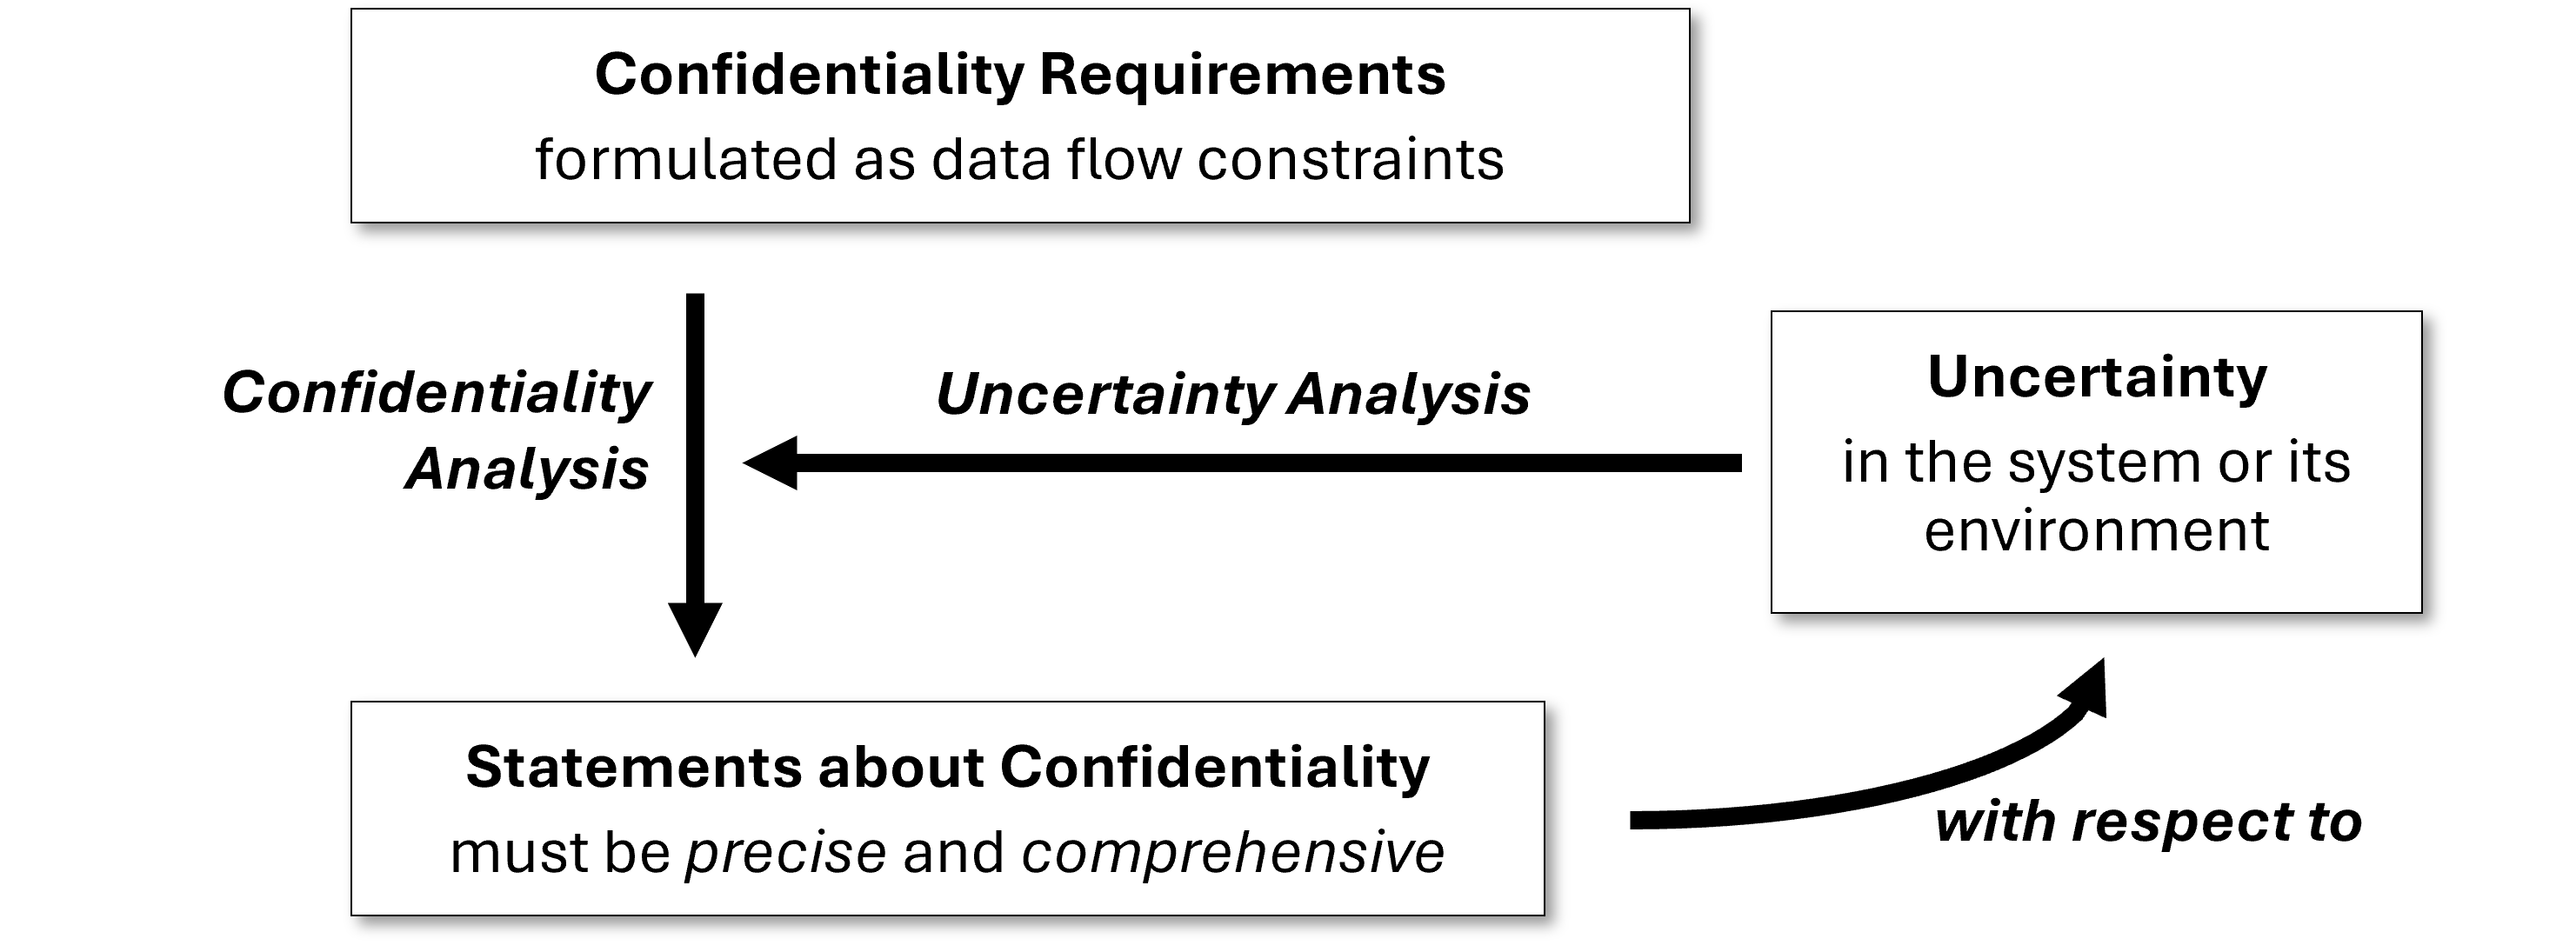 Confidentiality Requirements
formulated as data flow constraints
Confidentiality
Analysis
Uncertainty Analysis
Uncertainty
in the system or its
environment
Statements about Confidentiality
must be precise and comprehensive
with respect to